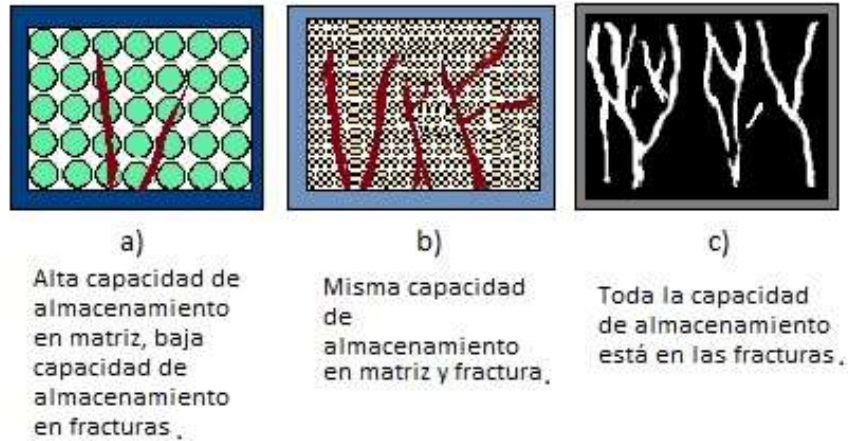 a)
Alta capacidad de
almacenamiento
en matriz, baja
capacidad de
almacenamiento
en fracturas .
b)
Misma capacidad
de
almacenamiento
en matriz y fractura.
c)
Toda la capacidad
de almacenamiento
está en las fracturas .